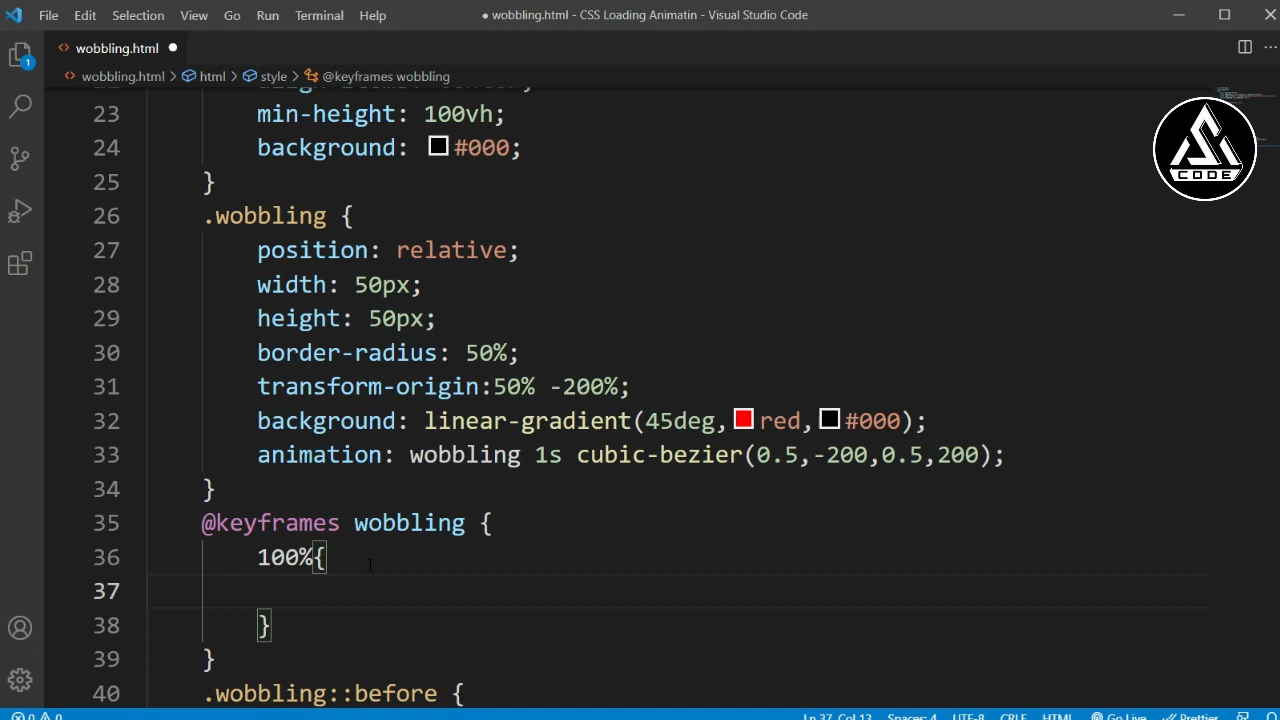 File Edit Selection View Go Run Terminal Help ● wobbling.html - CSS Loading Animatin - Visual Studio Code
wobbling.html ●
wobbling.html > html > style > @keyframes wobbling
1
CODE
23 min-height: 100vh;
24 background: #000;
25 }
26 .wobbling {
27 position: relative;
28 width: 50px;
29 height: 50px;
30 border-radius: 50%;
31 transform-origin:50% -200%;
32 background: linear-gradient(45deg,red,#000);
33 animation: wobbling 1s cubic-bezier(0.5,-200,0.5,200);
34 }
35 @keyframes wobbling {
36 100%{
37
38 }
39 }
40 .wobbling::before {
0 0 Ln 37, Col 13 Spaces: 4 UTF-8 CRLF HTML Go Live Prettier